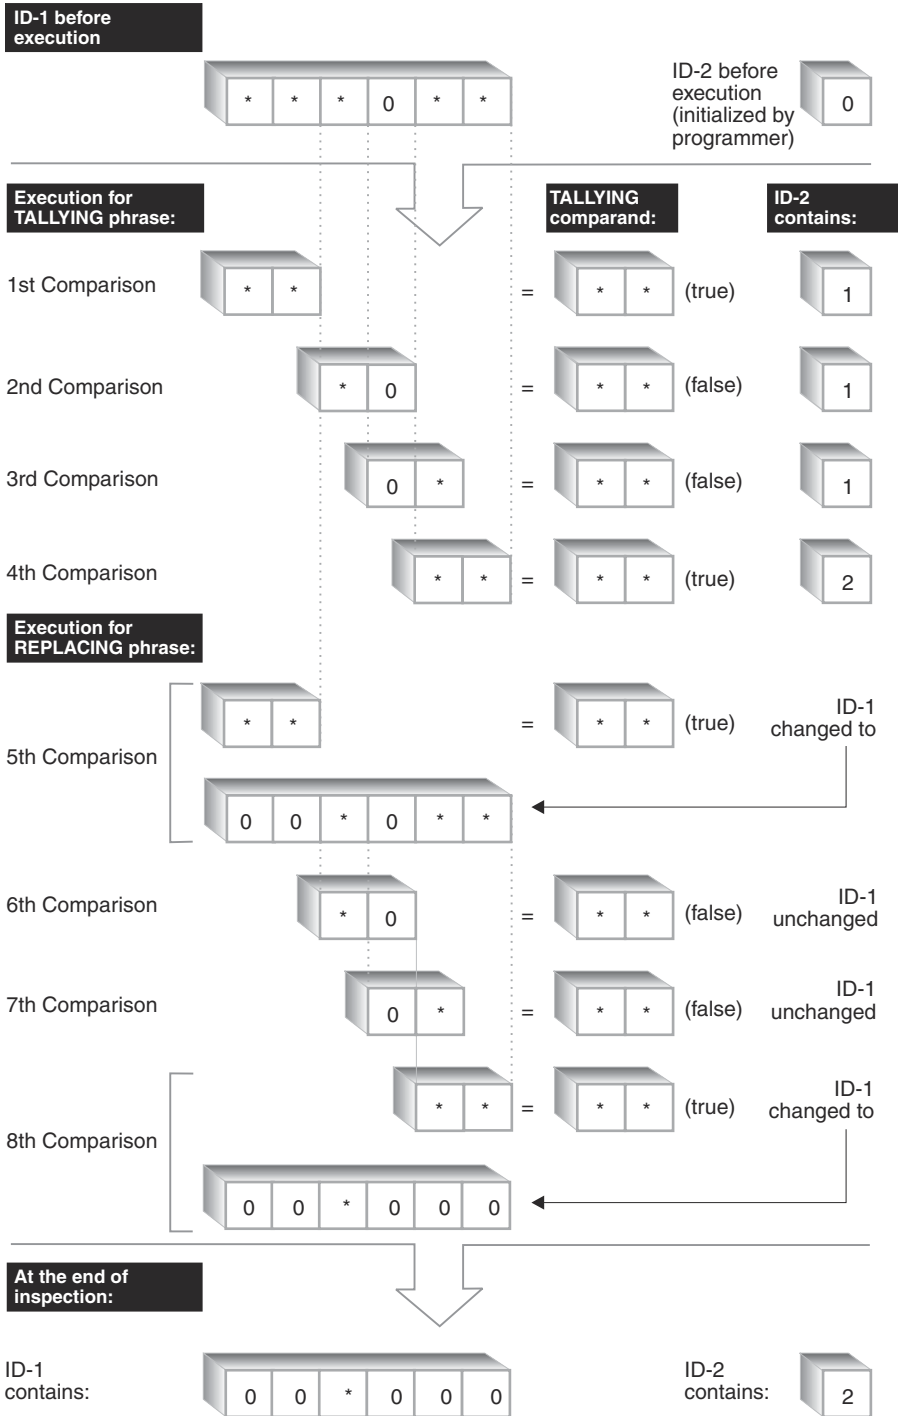 ID-1 before
execution
* * * 0 * *
ID-2 before
execution
(initialized by
programmer)
0
Execution for
TALLYING phrase:
TALLYING
comparand:
ID-2
contains:
1st Comparison
* *
=
* *
(true)
1
2nd Comparison
* 0
=
* *
(false)
1
3rd Comparison
0 *
=
* *
(false)
1
4th Comparison
* *
=
* *
(true)
2
Execution for
REPLACING phrase:
5th Comparison
* *
=
* *
(true)
ID-1
changed to
0 0 * 0 * *
6th Comparison
* 0
=
* *
(false)
ID-1
unchanged
7th Comparison
0 *
=
* *
(false)
ID-1
unchanged
8th Comparison
* *
=
* *
(true)
ID-1
changed to
0 0 * 0 0 0
At the end of
inspection:
ID-1
contains:
0 0 * 0 0 0
ID-2
contains:
2